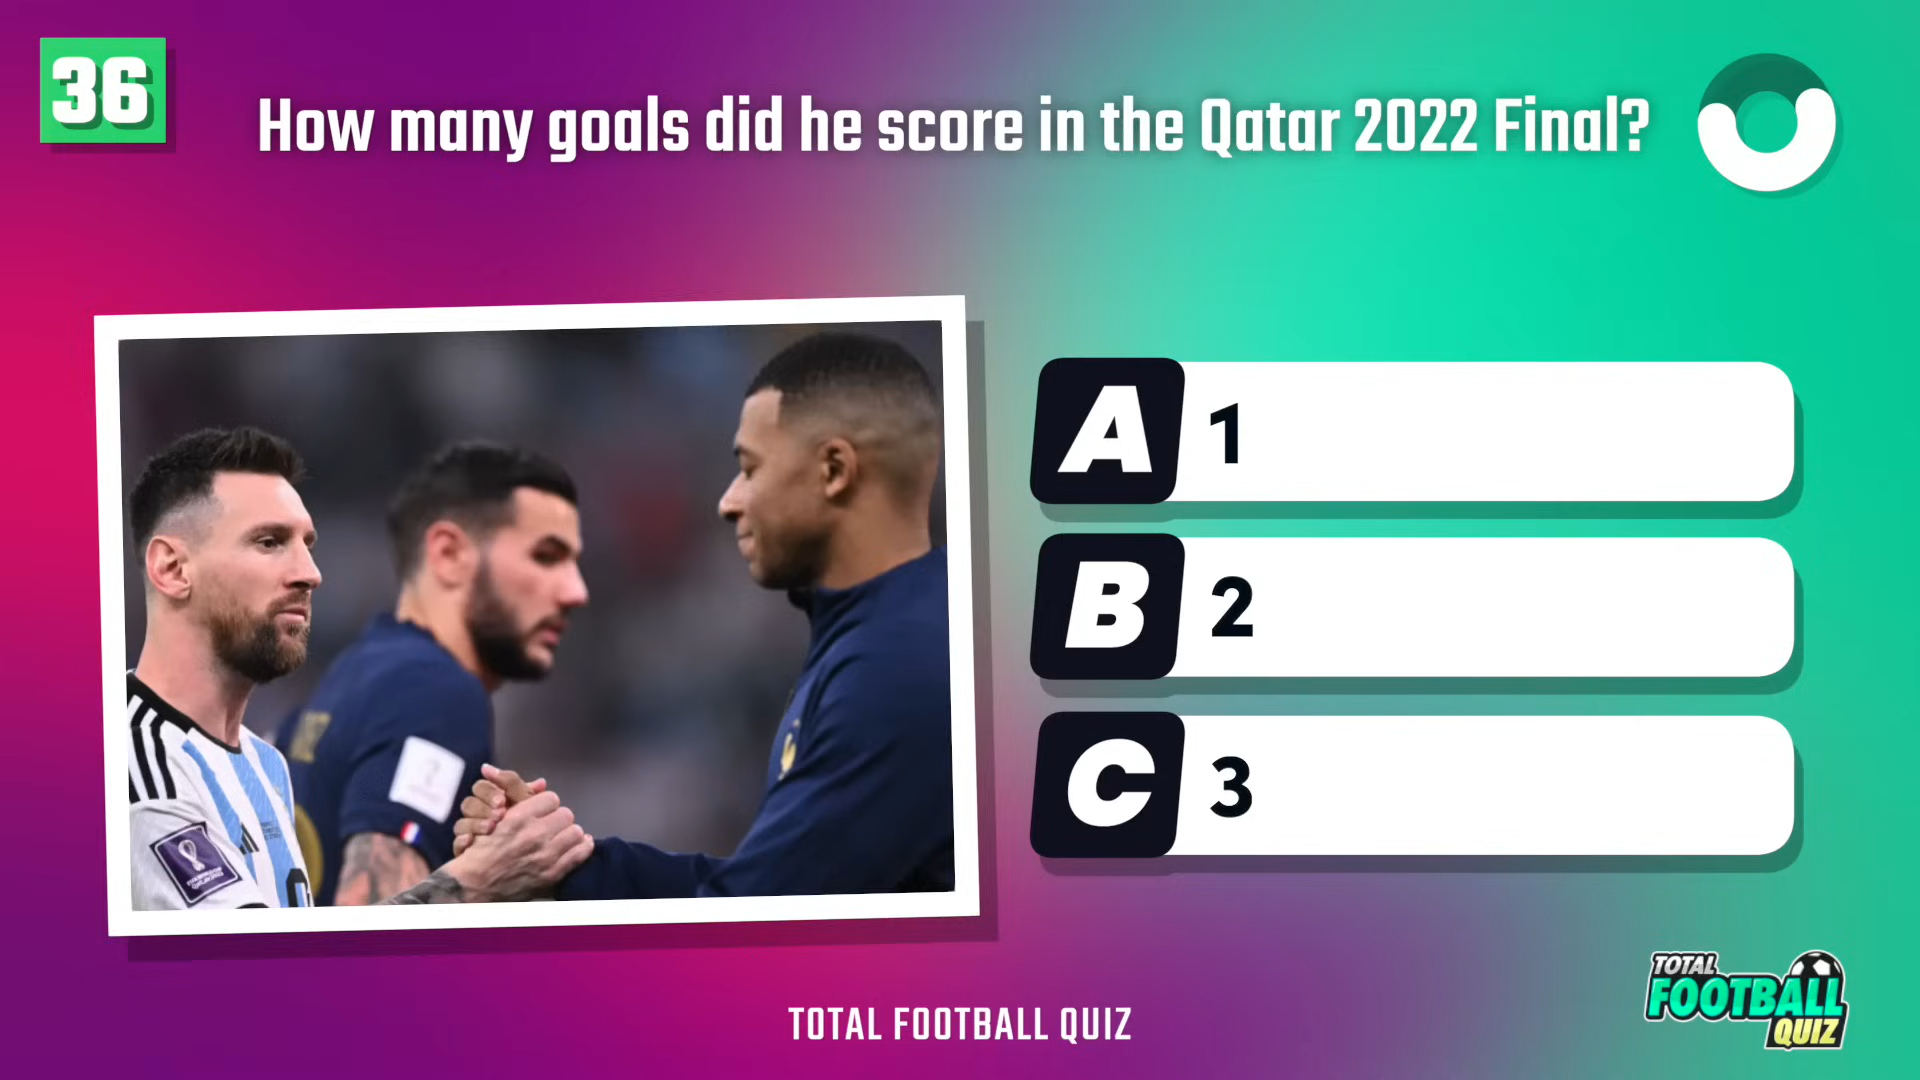 36
How many goals did he score in the Qatar 2022 Final?
A 1
B 2
C 3
TOTAL FOOTBALL QUIZ
TOTAL
FOOTBALL
QUIZ